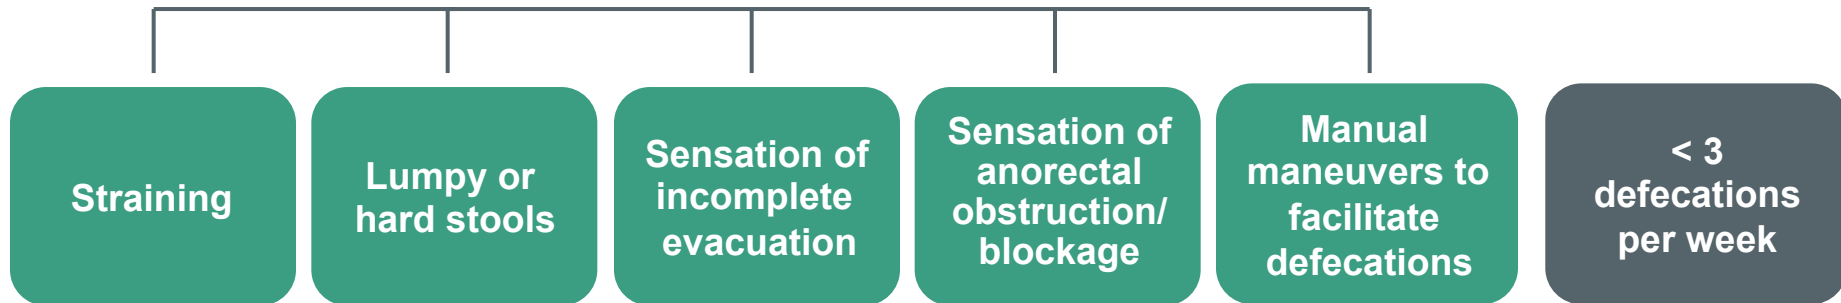 Straining
Lumpy or
hard stools
Sensation of
incomplete
evacuation
Sensation of
anorectal
obstruction/
blockage
Manual
maneuvers to
facilitate
defecations
< 3
defecations
per week